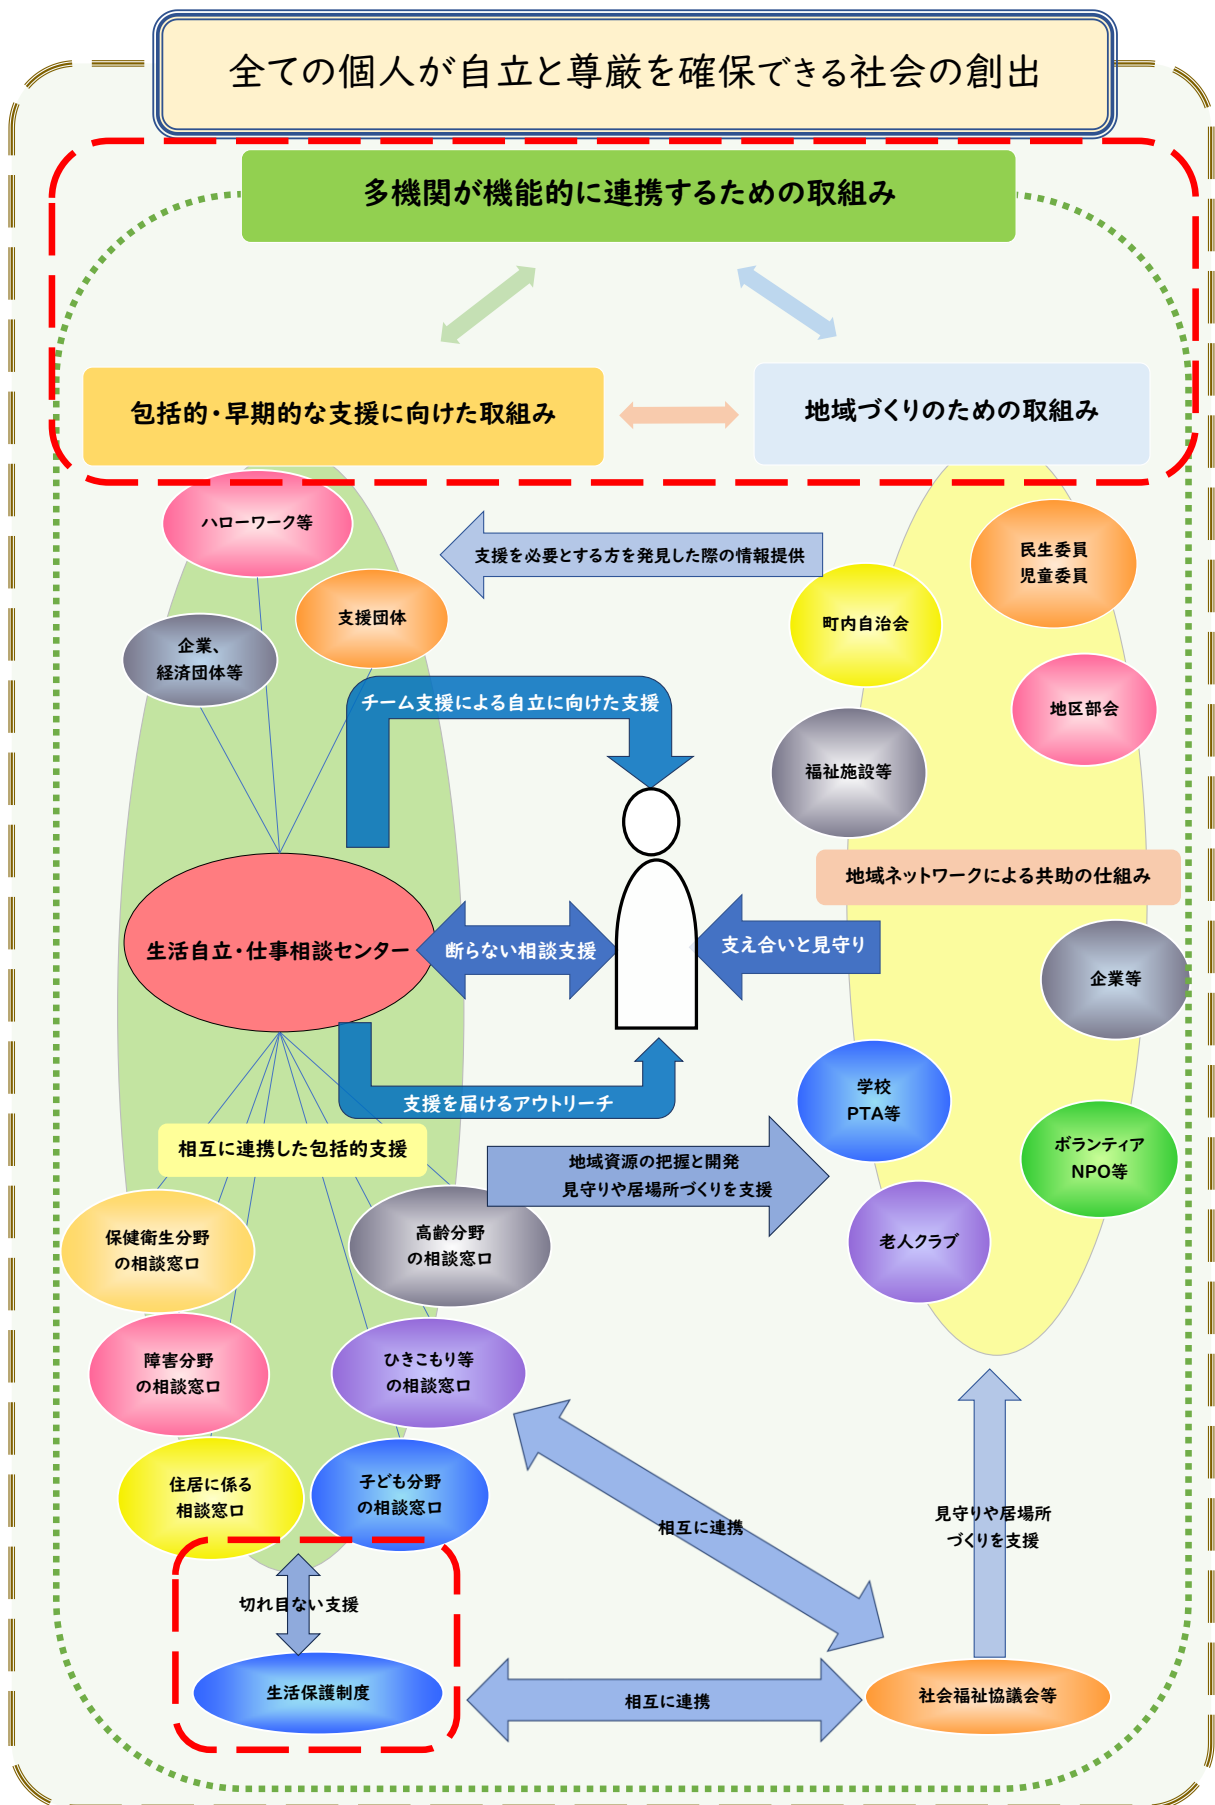 全ての個人が自立と尊厳を確保できる社会の創出
多機関が機能的に連携するための取組み
包括的・早期的な支援に向けた取組み
地域づくりのための取組み
ハローワーク等
支援を必要とする方を発見した際の情報提供
民生委員
児童委員
支援団体
町内自治会
企業、
経済団体等
チーム支援による自立に向けた支援
地区部会
福祉施設等
地域ネットワークによる共助の仕組み
生活自立・仕事相談センター
断らない相談支援
支え合いと見守り
企業等
学校
PTA等
支援を届けるアウトリーチ
相互に連携した包括的支援
地域資源の把握と開発
見守りや居場所づくりを支援
ボランティア
NPO等
保健衛生分野
の相談窓口
高齢分野
の相談窓口
老人クラブ
障害分野
の相談窓口
ひきこもり等
の相談窓口
住居に係る
相談窓口
子ども分野
の相談窓口
相互に連携
見守りや居場所
づくりを支援
切れ目ない支援
生活保護制度
相互に連携
社会福祉協議会等